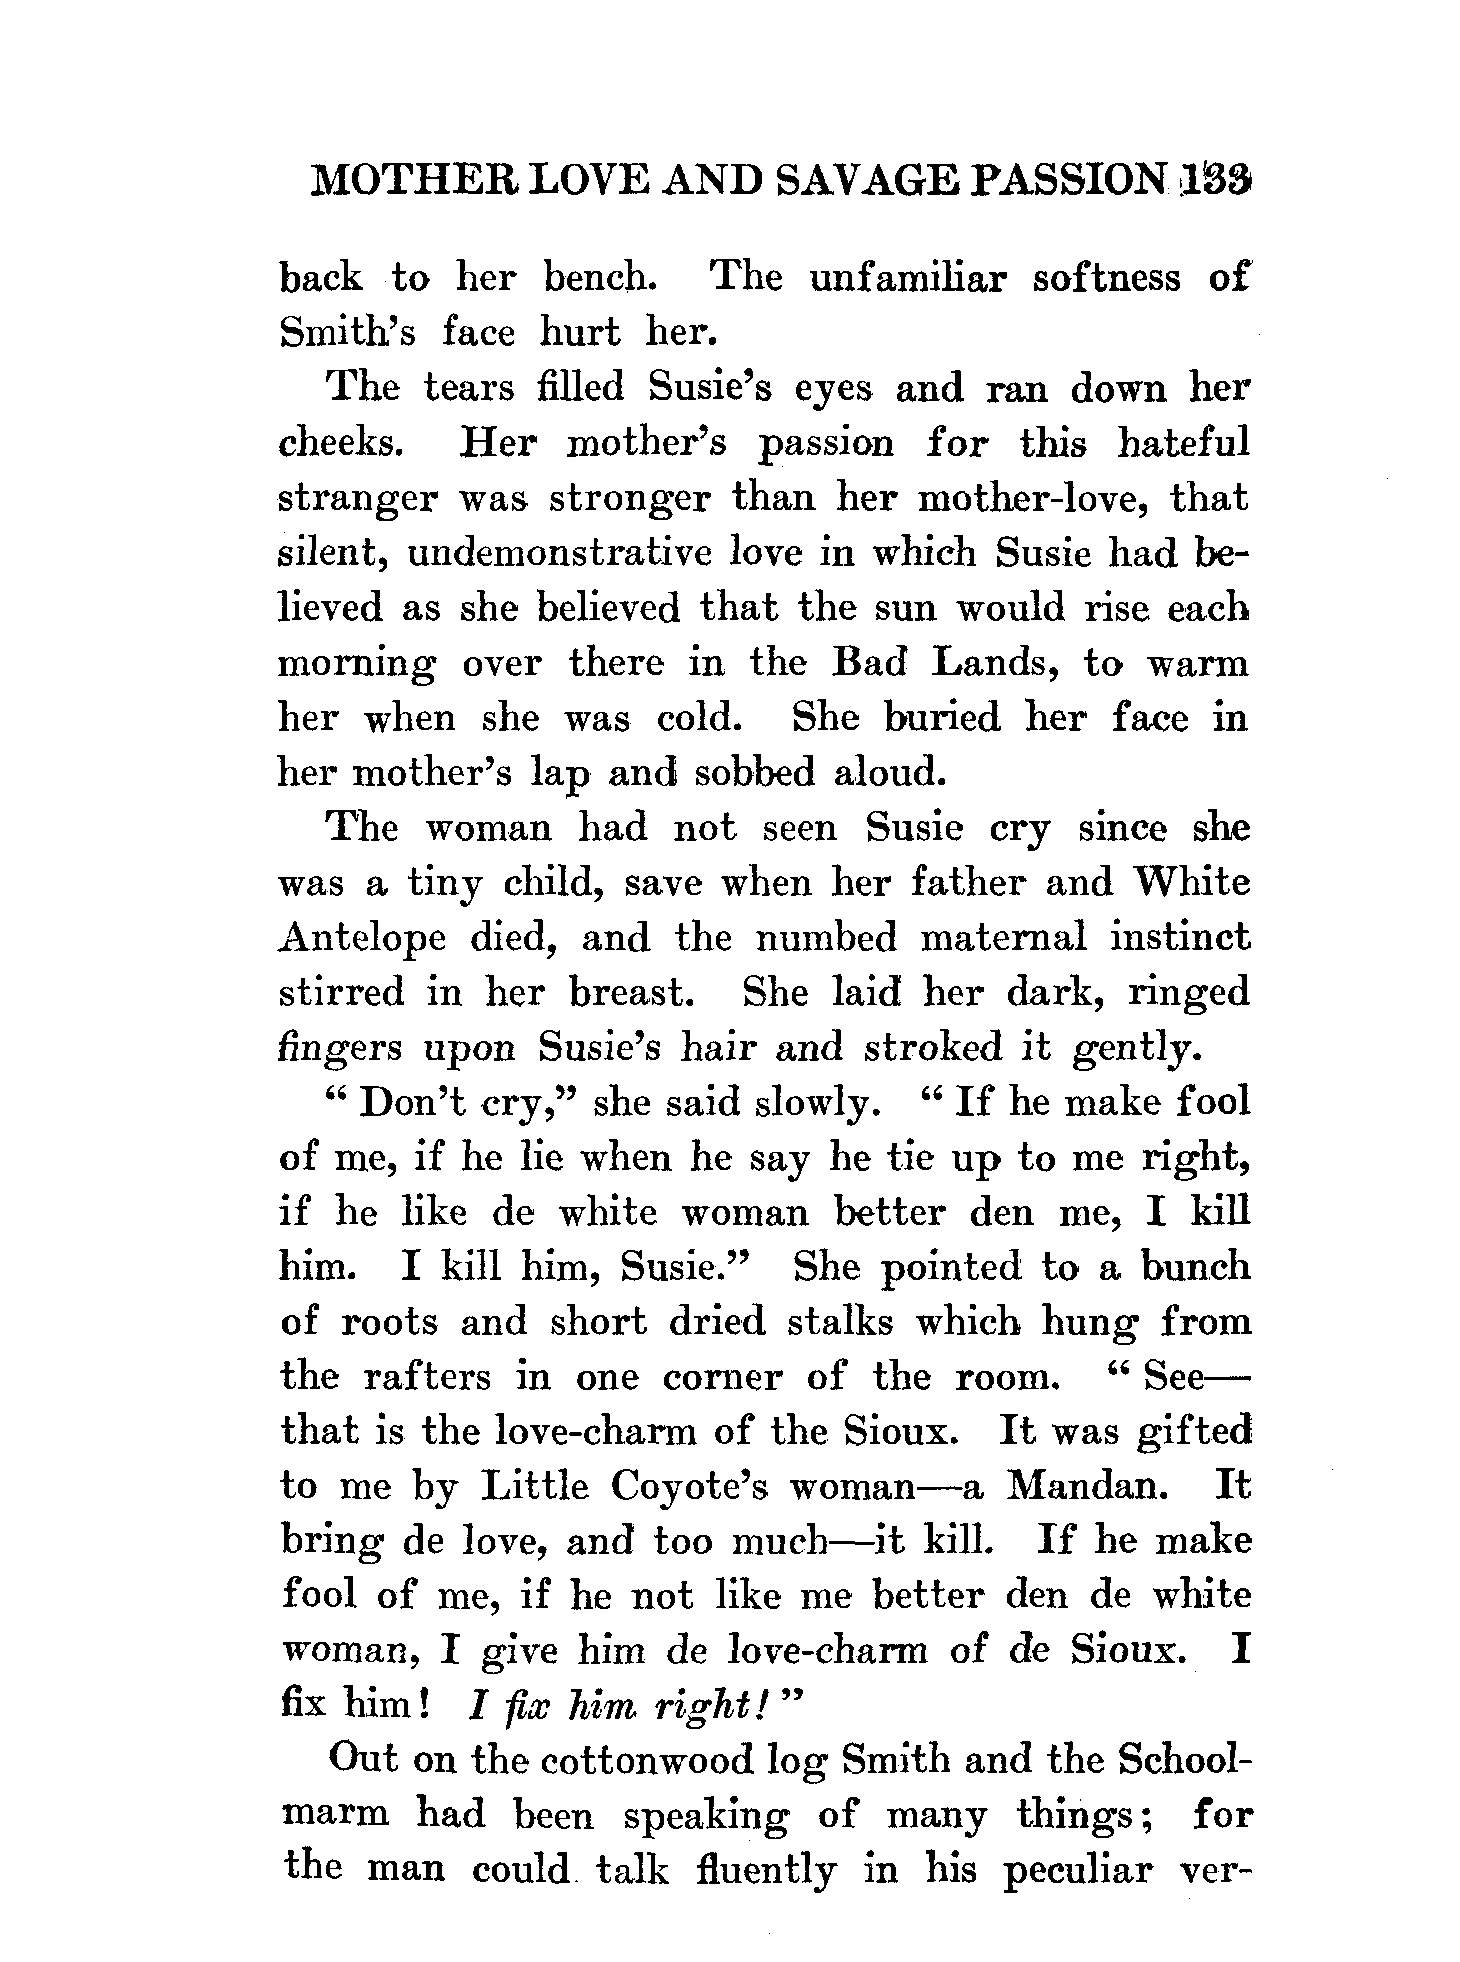 MOTHER LOVE AND SAVAGE PASSION 133
back to her bench. The unfamiliar softness of
Smith's face hurt her.
The tears filled Susie's eyes and ran down her
cheeks. Her mother's passion for this hateful
stranger was stronger than her mother-love, that
silent, undemonstrative love in which Susie had be-
lieved as she believed that the sun would rise each
morning over there in the Bad Lands, to warm
her when she was cold. She buried her face in
her mother's lap and sobbed aloud.
The woman had not seen Susie cry since she
was a tiny child, save when her father and White
Antelope died, and the numbed maternal instinct
stirred in her breast. She laid her dark, ringed
fingers upon Susie's hair and stroked it gently.
“ Don't cry,” she said slowly. “ If he make fool
of me, if he lie when he say he tie up to me right,
if he like de white woman better den me, I kill
him. I kill him, Susie.” She pointed to a bunch
of roots and short dried stalks which hung from
the rafters in one corner of the room. “ See—
that is the love-charm of the Sioux. It was gifted
to me by Little Coyote's woman—a Mandan. It
bring de love, and too much—it kill. If he make
fool of me, if he not like me better den de white
woman, I give him de love-charm of de Sioux. I
fix him! I fix him right! ”
Out on the cottonwood log Smith and the School-
marm had been speaking of many things; for
the man could talk fluently in his peculiar ver-